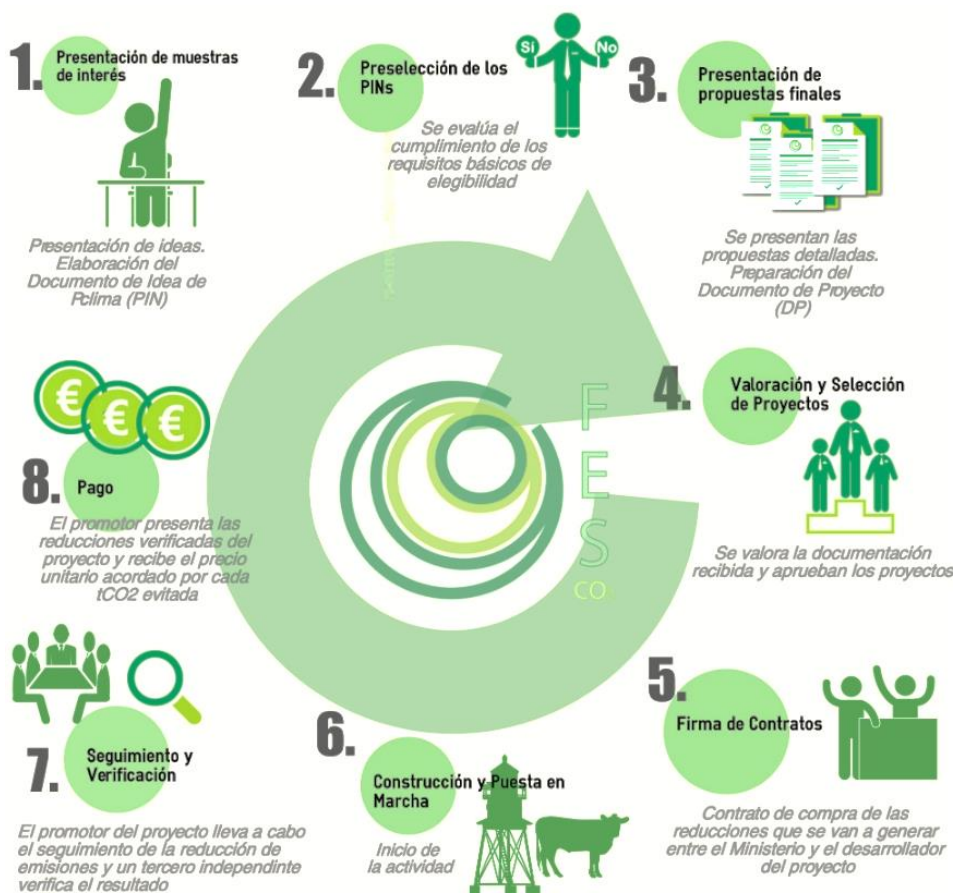 1.
Presentación de muestras
de interés
Presentación de ideas.
Elaboración del
Documento de Idea de
Pclima (PIN)
2.
Preselección de los
PINs
Sí
No
Se evalúa el
cumplimiento de los
requisitos básicos de
elegibilidad
3.
Presentación de
propuestas finales
Se presentan las
propuestas detalladas.
Preparación del
Documento de Proyecto
(DP)
4.
Valoración y Selección
de Proyectos
Se valora la documentación
recibida y aprueban los proyectos
5.
Firma de Contratos
Contrato de compra de las
reducciones que se van a generar
entre el Ministerio y el desarrollador
del proyecto
6.
Construcción y Puesta en
Marcha
Inicio de
la actividad
7.
Seguimiento y
Verificación
El promotor del proyecto lleva a cabo
el seguimiento de la reducción de
emisiones y un tercero independinte
verifica el resultado
8.
Pago
€ € €
El promotor presenta las
reducciones verificadas del
proyecto y recibe el precio
unitario acordado por cada
tCO2 evitada
F
E
S
CO